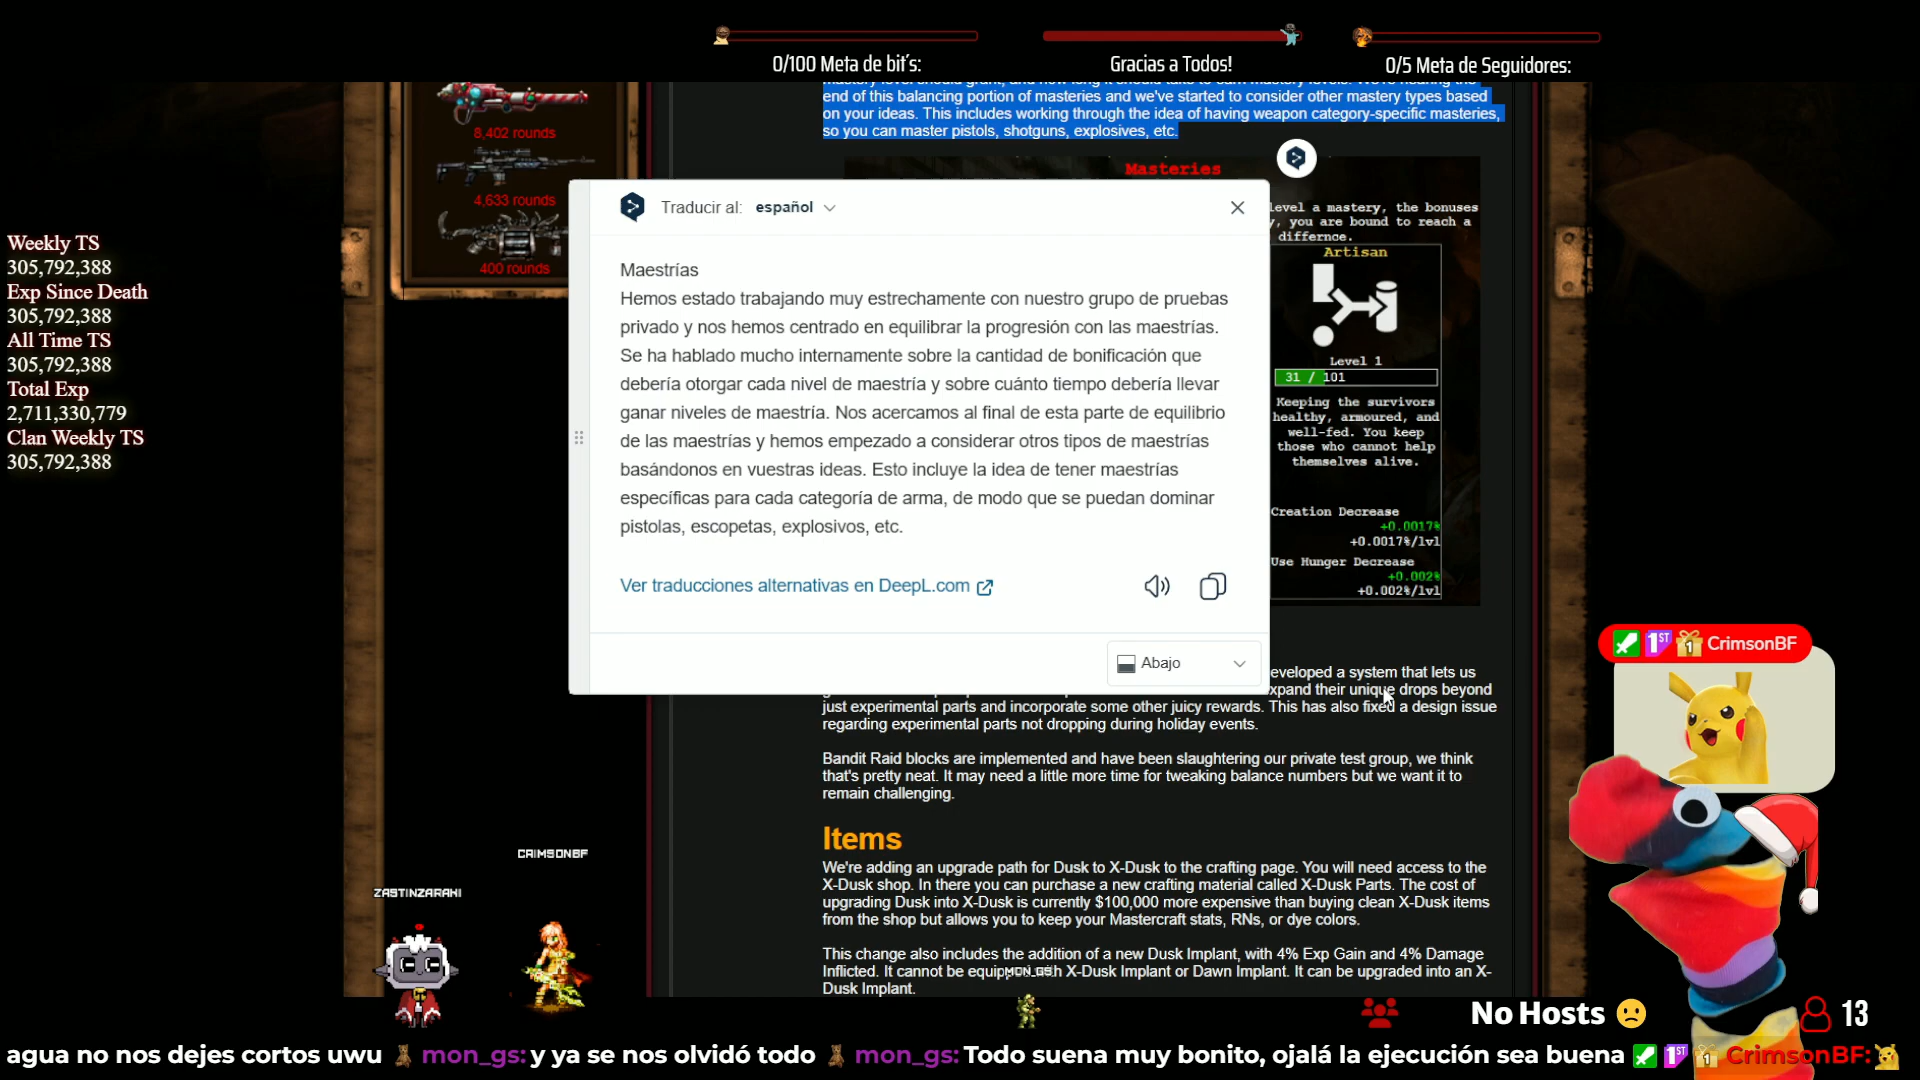 0/100 Meta de bit's:
Gracias a Todos!
0/5 Meta de Seguidores:
8,402 rounds
4,633 rounds
400 rounds
Weekly TS
305,792,388
Exp Since Death
305,792,388
All Time TS
305,792,388
Total Exp
2,711,330,779
Clan Weekly TS
305,792,388
end of this balancing portion of masteries and we've started to consider other mastery types based
on your ideas. This includes working through the idea of having weapon category-specific masteries,
so you can master pistols, shotguns, explosives, etc.
Masteries
level a mastery, the bonuses
, you are bound to reach a
differnce.
Traducir al: español
Maestrías
Hemos estado trabajando muy estrechamente con nuestro grupo de pruebas
privado y nos hemos centrado en equilibrar la progresión con las maestrías.
Se ha hablado mucho internamente sobre la cantidad de bonificación que
debería otorgar cada nivel de maestría y sobre cuánto tiempo debería llevar
ganar niveles de maestría. Nos acercamos al final de esta parte de equilibrio
de las maestrías y hemos empezado a considerar otros tipos de maestrías
basándonos en vuestras ideas. Esto incluye la idea de tener maestrías
específicas para cada categoría de arma, de modo que se puedan dominar
pistolas, escopetas, explosivos, etc.
Ver traducciones alternativas en DeepL.com
Abajo
Artisan
Level 1
31 / 101
Keeping the survivors
healthy, armoured, and
well-fed. You keep
those who cannot help
themselves alive.
Creation Decrease
+0.0017%
+0.0017%/lvl
Use Hunger Decrease
+0.002%
+0.002%/lvl
eveloped a system that lets us
xpand their unique drops beyond
just experimental parts and incorporate some other juicy rewards. This has also fixed a design issue
regarding experimental parts not dropping during holiday events.
Bandit Raid blocks are implemented and have been slaughtering our private test group, we think
that's pretty neat. It may need a little more time for tweaking balance numbers but we want it to
remain challenging.
Items
We're adding an upgrade path for Dusk to X-Dusk to the crafting page. You will need access to the
X-Dusk shop. In there you can purchase a new crafting material called X-Dusk Parts. The cost of
upgrading Dusk into X-Dusk is currently $100,000 more expensive than buying clean X-Dusk items
from the shop but allows you to keep your Mastercraft stats, RNs, or dye colors.
This change also includes the addition of a new Dusk Implant, with 4% Exp Gain and 4% Damage
Inflicted. It cannot be equipp th X-Dusk Implant or Dawn Implant. It can be upgraded into an X-
Dusk Implant.
MON_GS
CRIMSONBF
ZASTINZARAHI
1ST 1 CrimsonBF
No Hosts
13
agua no nos dejes cortos uwu mon_gs: y ya se nos olvidó todo mon_gs: Todo suena muy bonito, ojalá la ejecución sea buena 1ST 1 CrimsonBF: